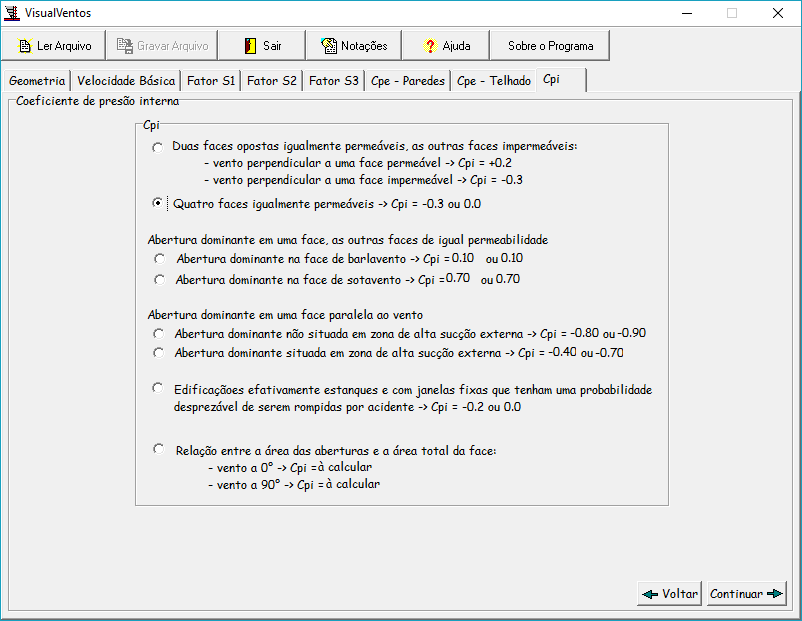 VisualVentos
Ler Arquivo Gravar Arquivo Sair Notações ? Ajuda Sobre o Programa
Geometria Velocidade Básica Fator S1 Fator S2 Fator S3 Cpe - Paredes Cpe - Telhado Cpi
Coeficiente de presão interna
Cpi
Duas faces opostas igualmente permeáveis, as outras faces impermeáveis:
- vento perpendicular a uma face permeável -> Cpi = +0.2
- vento perpendicular a uma face impermeável -> Cpi = -0.3
Quatro faces igualmente permeáveis -> Cpi = -0.3 ou 0.0
Abertura dominante em uma face, as outras faces de igual permeabilidade
Abertura dominante na face de barlavento -> Cpi = 0.10 ou 0.10
Abertura dominante na face de sotavento -> Cpi = 0.70 ou 0.70
Abertura dominante em uma face paralela ao vento
Abertura dominante não situada em zona de alta sucção externa -> Cpi = -0.80 ou -0.90
Abertura dominante situada em zona de alta sucção externa -> Cpi = -0.40 ou -0.70
Edificaçãoes efativamente estanques e com janelas fixas que tenham uma probabilidade
desprezável de serem rompidas por acidente -> Cpi = -0.2 ou 0.0
Relação entre a área das aberturas e a área total da face:
- vento a 0° -> Cpi = à calcular
- vento a 90° -> Cpi = à calcular
Voltar Continuar